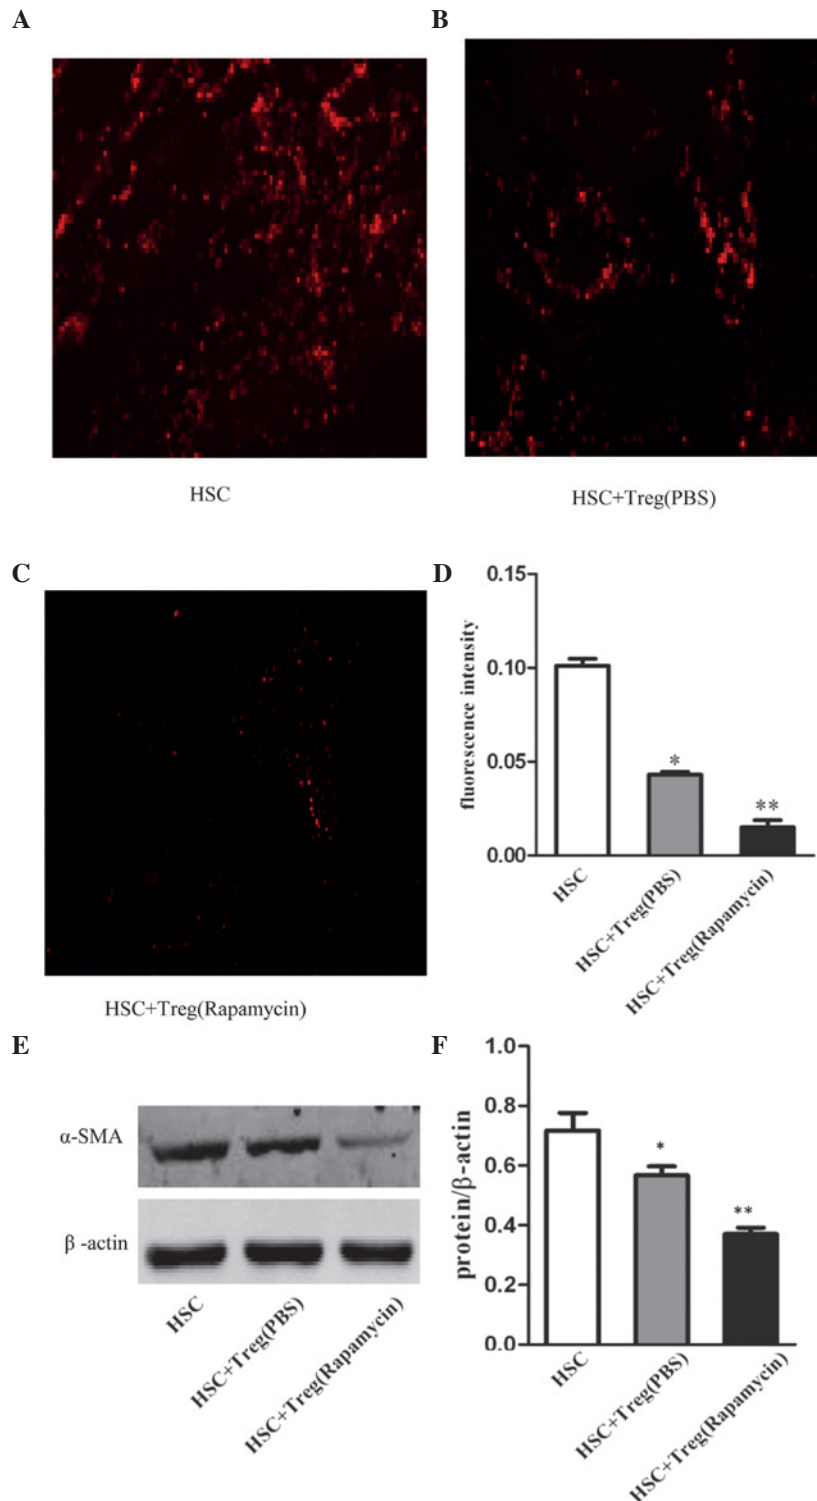 A
B
HSC
HSC+Treg(PBS)
C
HSC+Treg(Rapamycin)
D
fluorescence intensity
0.15
0.10
0.05
0.00
*
**
HSC
HSC+Treg(PBS)
HSC+Treg(Rapamycin)
E
α-SMA
β -actin
HSC
HSC+Treg(PBS)
HSC+Treg(Rapamycin)
F
protein/β-actin
1.0
0.8
0.6
0.4
0.2
0.0
*
**
HSC
HSC+Treg(PBS)
HSC+Treg(Rapamycin)